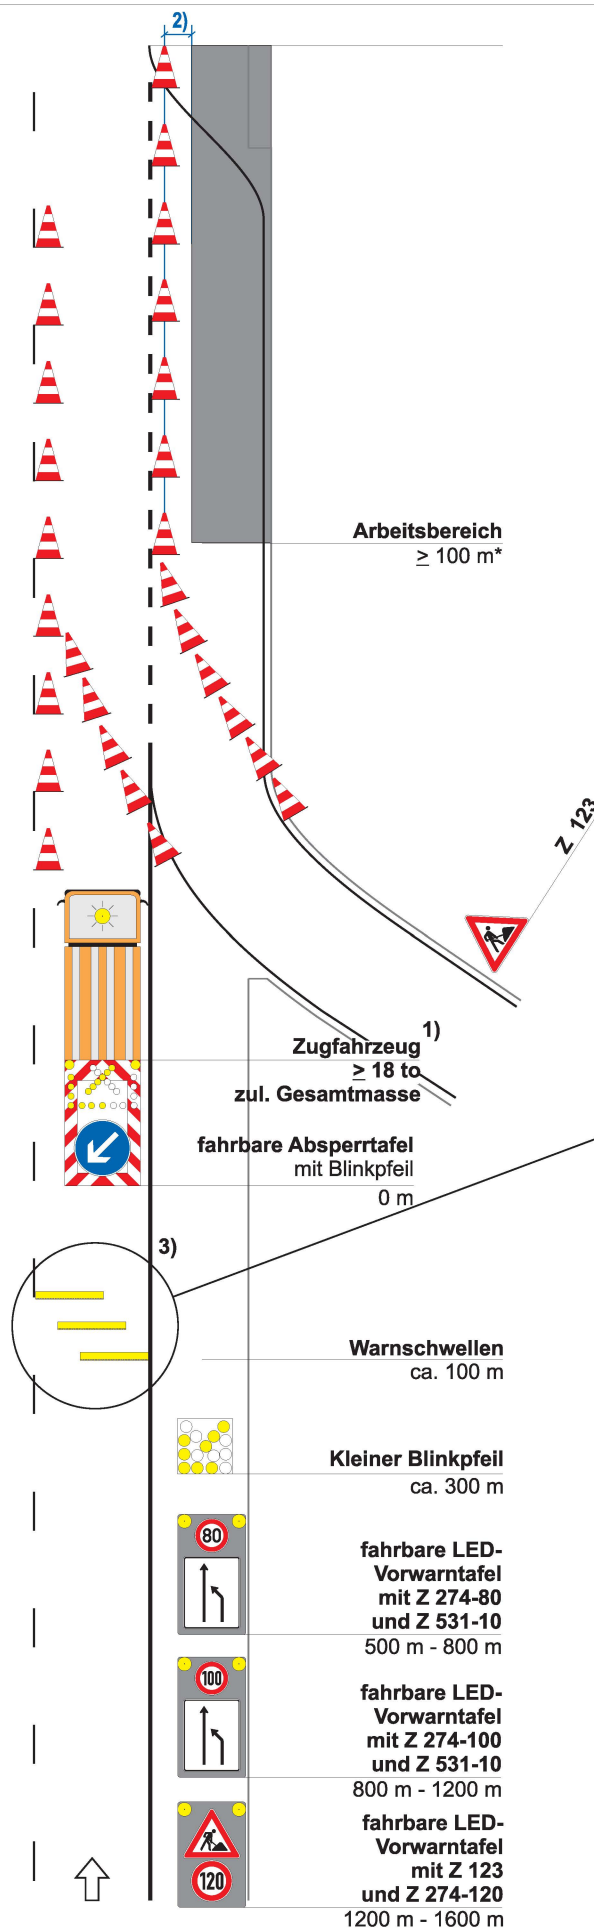 2)
Arbeitsbereich
≥ 100 m*
Z 123
1)
Zugfahrzeug
≥ 18 to
zul. Gesamtmasse
fahrbare Absperrtafel
mit Blinkpfeil
0 m
3)
Warnschwellen
ca. 100 m
Kleiner Blinkpfeil
ca. 300 m
80
fahrbare LED-
Vorwarntafel
mit Z 274-80
und Z 531-10
500 m - 800 m
100
fahrbare LED-
Vorwarntafel
mit Z 274-100
und Z 531-10
800 m - 1200 m
120
fahrbare LED-
Vorwarntafel
mit Z 123
und Z 274-120
1200 m - 1600 m